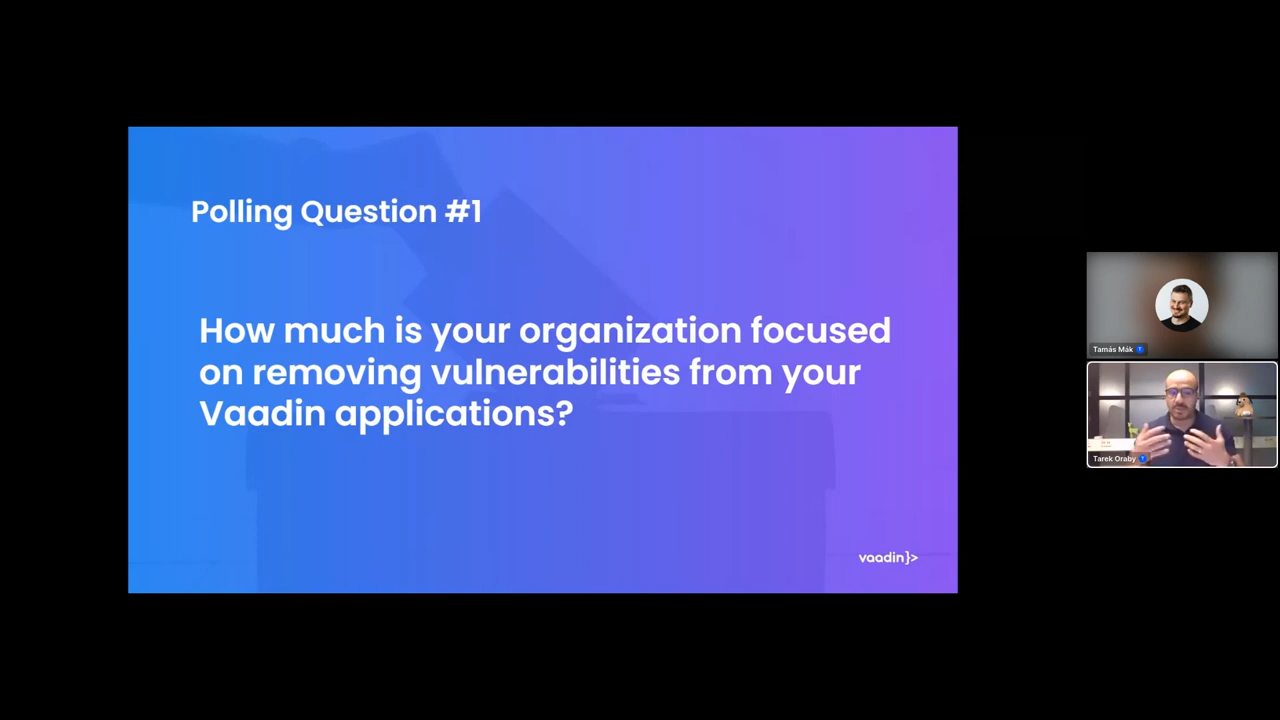 Polling Question #1
How much is your organization focused
on removing vulnerabilities from your
Vaadin applications?
vaadin}>
Tamás Mák
Tarek Oraby